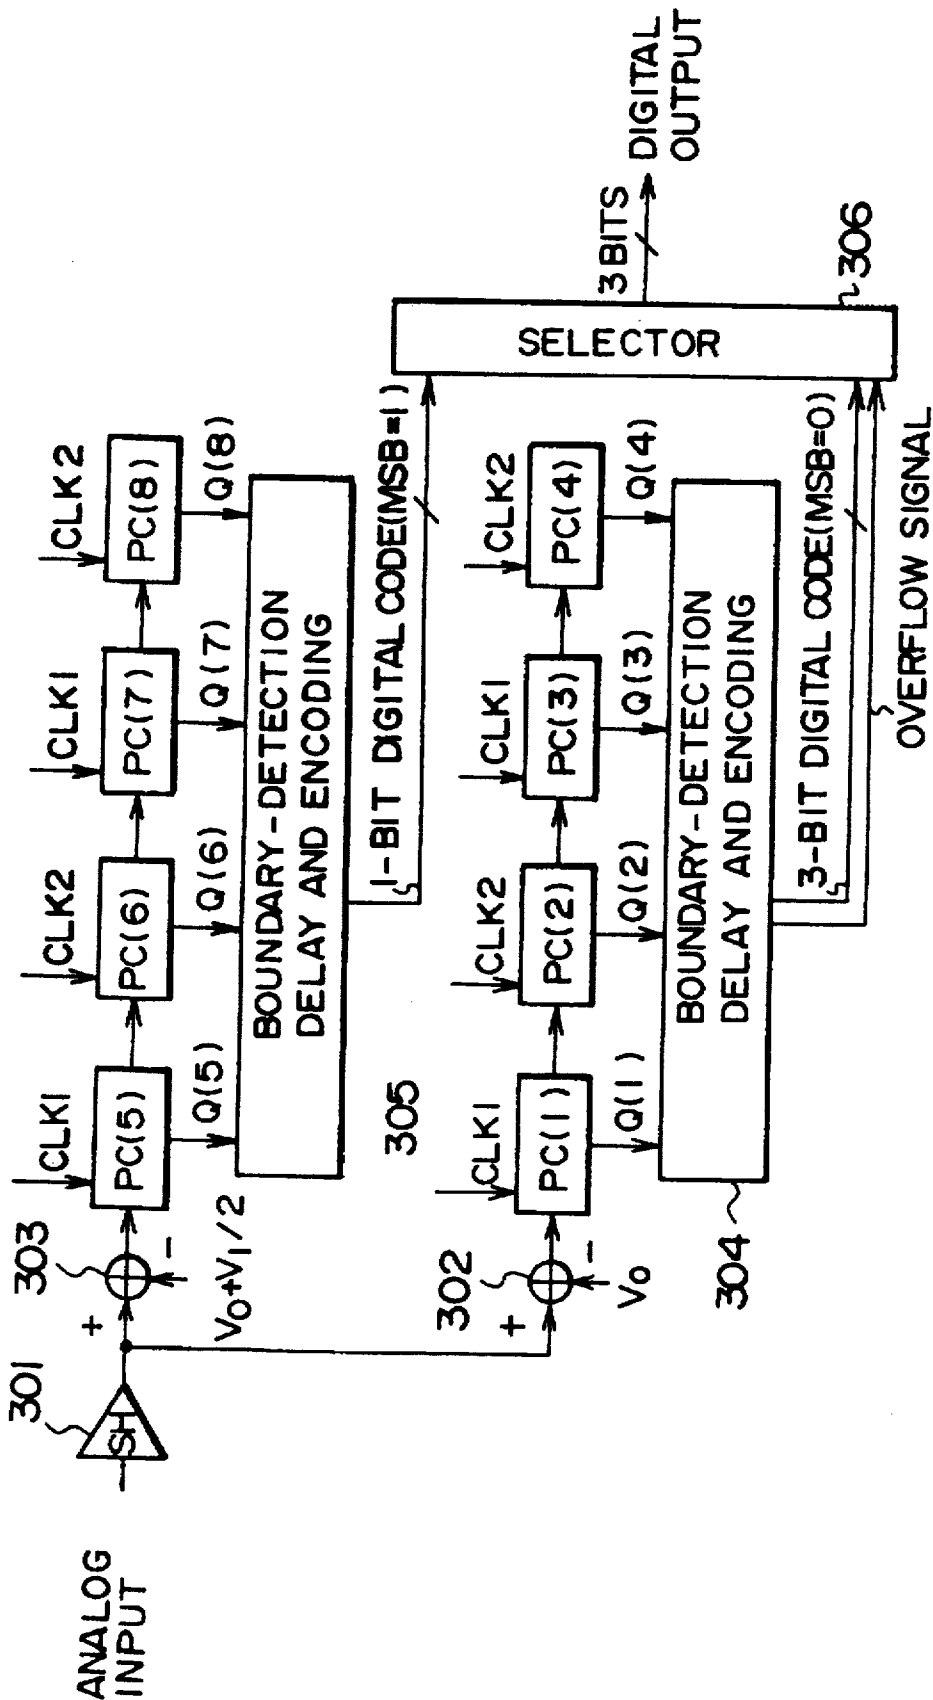 ANALOG
INPUT
301
SH
+
303
-
V0+V1/2
CLK1
CLK2
CLK1
CLK2
PC(5)
PC(6)
PC(7)
PC(8)
Q(5)
Q(6)
Q(7)
Q(8)
BOUNDARY-DETECTION
DELAY AND ENCODING
305
1-BIT DIGITAL CODE(MSB=1)
302
+
-
V0
CLK1
CLK2
CLK1
CLK2
PC(1)
PC(2)
PC(3)
PC(4)
Q(1)
Q(2)
Q(3)
Q(4)
304
BOUNDARY-DETECTION
DELAY AND ENCODING
3-BIT DIGITAL CODE(MSB=0)
OVERFLOW SIGNAL
SELECTOR
306
3 BITS
DIGITAL
OUTPUT